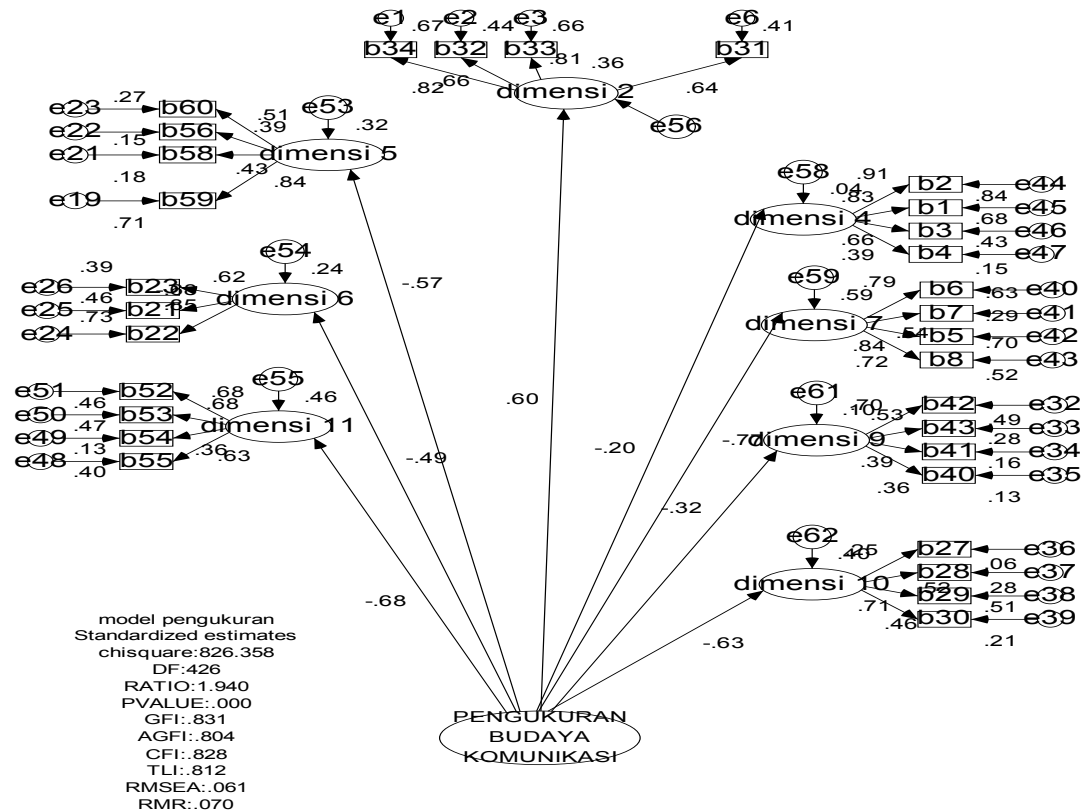 e1 e2 e3 e6
.67 .44 .66 .41
b34 b32 b33 b31
.82 .66 .81 .36 .64
dimensi 2
e56
e23 .27 b60 .51 e53
e22 b56 .39 .32
e21 .15 b58 dimensi 5
.18 .43 .84
e19 b59
.71
e58 .91 b2 e44
.04 .83 b1 .84 e45
dimensi 4 b3 .68 e46
.66 b4 .43 e47
.39 .15
e54
.39 .62 .24
e26 b23 dimensi 6
e25 .46 b21 .85
e24 .73 b22
-.57
e59 .79 b6 e40
.59 b7 .63 e41
dimensi 7 .54 b5 .29 e42
.84 b8 .70 e43
.72 .52
e51 b52 .68 e55 .46
e50 .46 b53 .68
e49 .47 b54 dimensi 11
e48 .13 b55 .36 .63
.40
.60
-.49 -.20
e61 .70 b42 e32
.10 .53 b43 .49 e33
dimensi 9 b41 .28 e34
.39 b40 .16 e35
.36 .13
-.32
e62 .25 b27 e36
.40 b28 .06 e37
dimensi 10 .53 b29 .28 e38
.71 b30 .51 e39
.46 .21
-.68 -.63
model pengukuran
Standardized estimates
chisquare:826.358
DF:426
RATIO:1.940
PVALUE:.000
GFI:.831
AGFI:.804
CFI:.828
TLI:.812
RMSEA:.061
RMR:.070
PENGUKURAN
BUDAYA
KOMUNIKASI